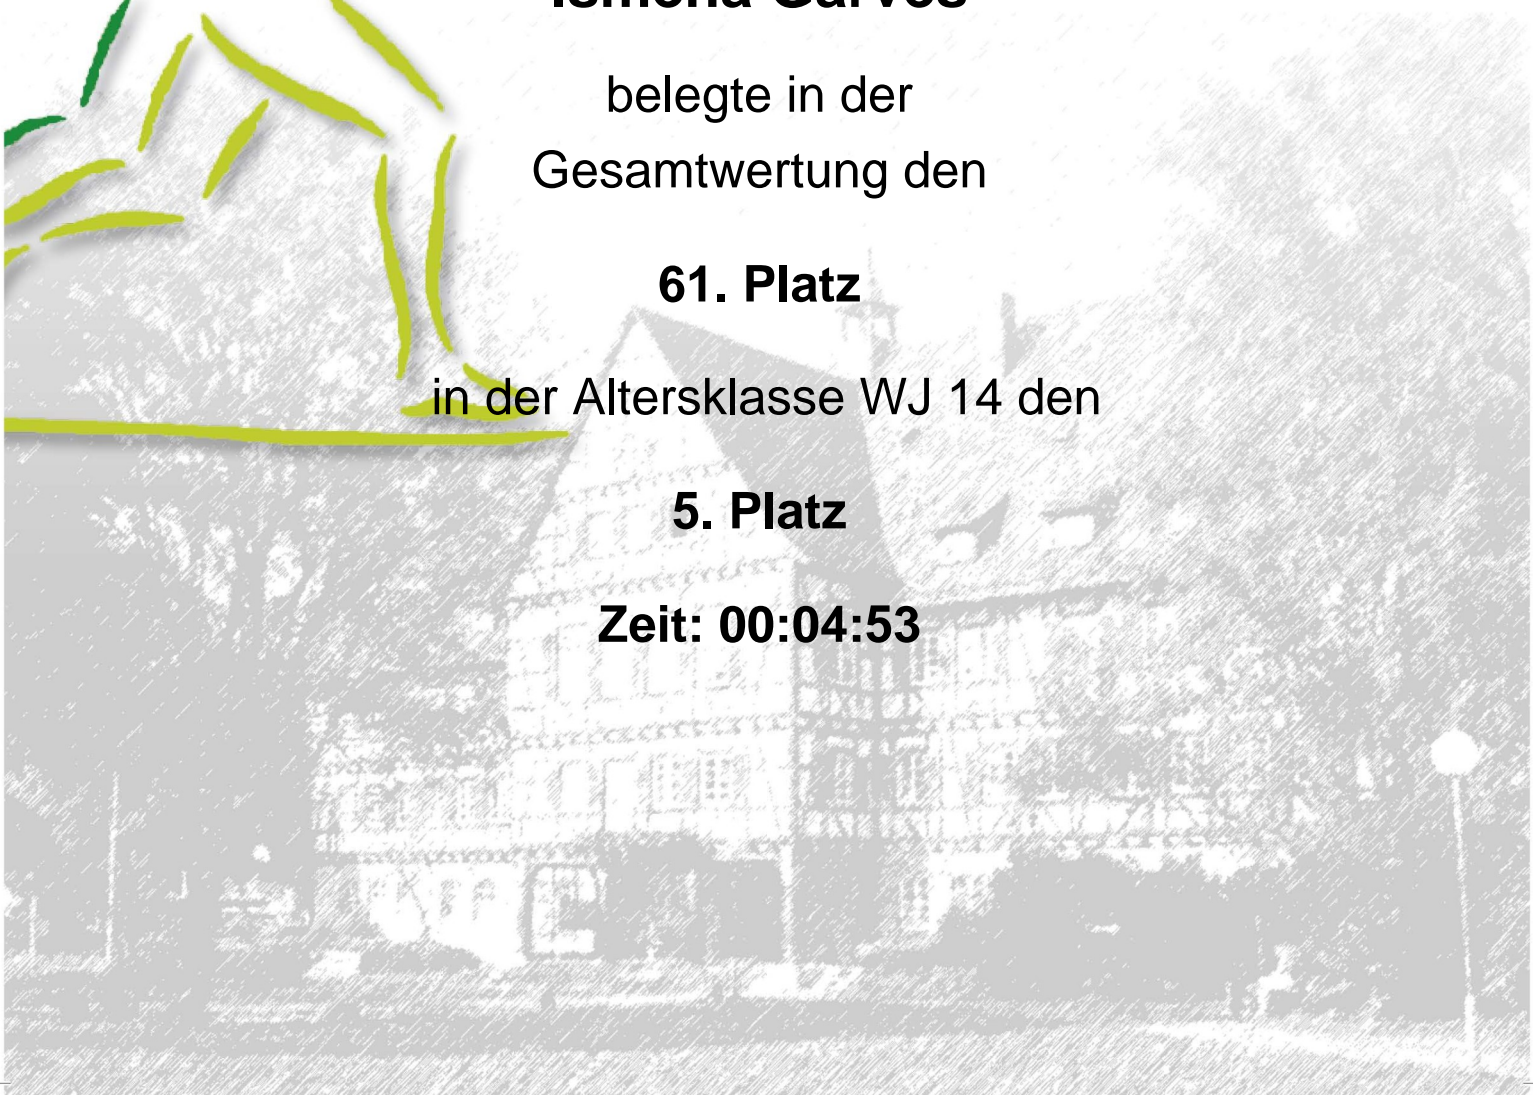 belegte in der
Gesamtwertung den
61. Platz
in der Altersklasse WJ 14 den
5. Platz
Zeit: 00:04:53